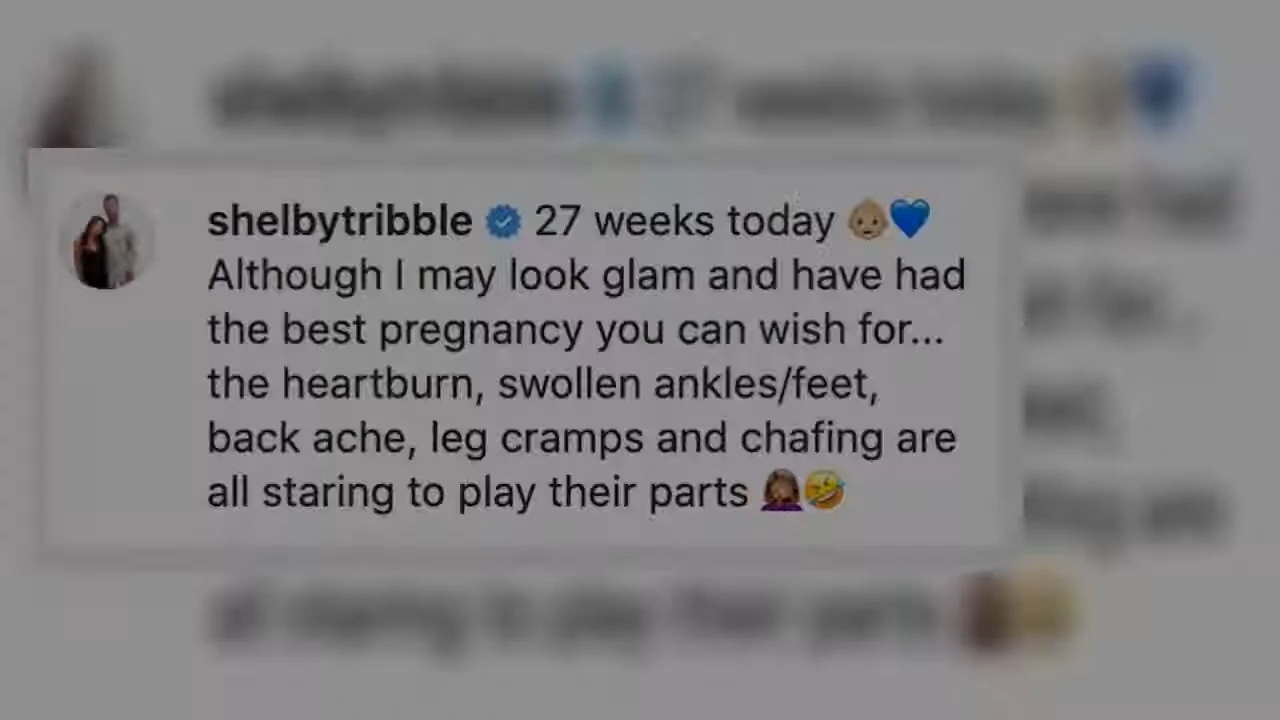 shelbytribble 27 weeks today 👶🏼💙
Although I may look glam and have had
the best pregnancy you can wish for...
the heartburn, swollen ankles/feet,
back ache, leg cramps and chafing are
all staring to play their parts 🤦🏽‍♀️🤣